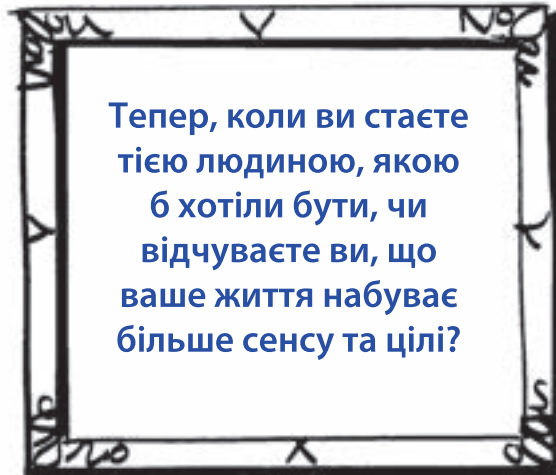 Тепер, коли ви стаєте
тією людиною, якою
б хотіли бути, чи
відчуваєте ви, що
ваше життя набуває
більше сенсу та цілі?